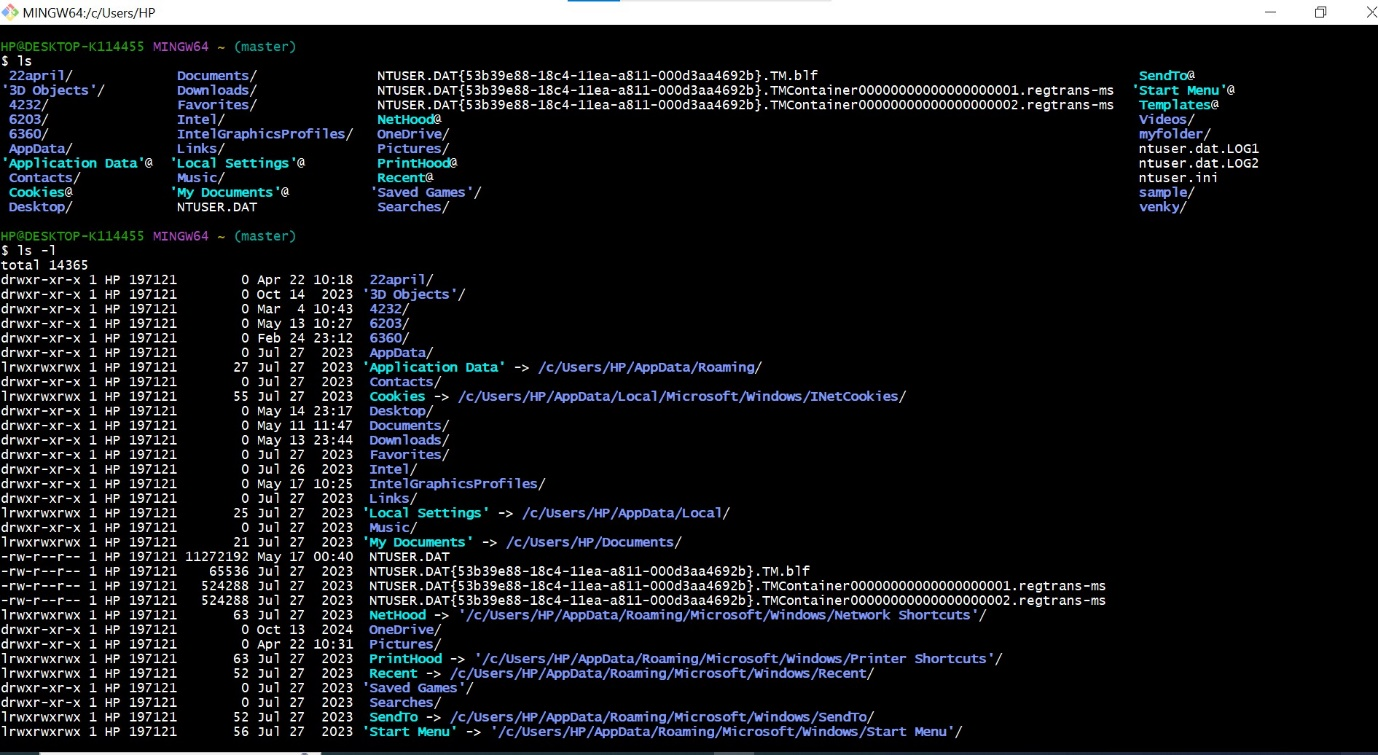 MINGW64:/c/Users/HP
HP@DESKTOP-K114455 MINGW64 ~ (master)
$ ls
22april/ Documents/ NTUSER.DAT{53b39e88-18c4-11ea-a811-000d3aa4692b}.TM.blf SendTo@
'3D Objects'/ Downloads/ NTUSER.DAT{53b39e88-18c4-11ea-a811-000d3aa4692b}.TMContainer00000000000000000001.regtrans-ms 'Start Menu'@
4232/ Favorites/ NTUSER.DAT{53b39e88-18c4-11ea-a811-000d3aa4692b}.TMContainer00000000000000000002.regtrans-ms Templates@
6203/ Intel/ NetHood@ Videos/
6360/ IntelGraphicsProfiles/ OneDrive/ myfolder/
AppData/ Links/ Pictures/ ntuser.dat.LOG1
'Application Data'@ 'Local Settings'@ PrintHood@ ntuser.dat.LOG2
Contacts/ Music/ Recent@ ntuser.ini
Cookies@ 'My Documents'@ 'Saved Games'/ sample/
Desktop/ NTUSER.DAT Searches/ venky/
HP@DESKTOP-K114455 MINGW64 ~ (master)
$ ls -l
total 14365
drwxr-xr-x 1 HP 197121 0 Apr 22 10:18 22april/
drwxr-xr-x 1 HP 197121 0 Oct 14 2023 '3D Objects'/
drwxr-xr-x 1 HP 197121 0 Mar 4 10:43 4232/
drwxr-xr-x 1 HP 197121 0 May 13 10:27 6203/
drwxr-xr-x 1 HP 197121 0 Feb 24 23:12 6360/
drwxr-xr-x 1 HP 197121 0 Jul 27 2023 AppData/
lrwxrwxrwx 1 HP 197121 27 Jul 27 2023 'Application Data' -> /c/Users/HP/AppData/Roaming/
drwxr-xr-x 1 HP 197121 0 Jul 27 2023 Contacts/
lrwxrwxrwx 1 HP 197121 55 Jul 27 2023 Cookies -> /c/Users/HP/AppData/Local/Microsoft/Windows/INetCookies/
drwxr-xr-x 1 HP 197121 0 May 14 23:17 Desktop/
drwxr-xr-x 1 HP 197121 0 May 11 11:47 Documents/
drwxr-xr-x 1 HP 197121 0 May 13 23:44 Downloads/
drwxr-xr-x 1 HP 197121 0 Jul 27 2023 Favorites/
drwxr-xr-x 1 HP 197121 0 Jul 26 2023 Intel/
drwxr-xr-x 1 HP 197121 0 May 17 10:25 IntelGraphicsProfiles/
drwxr-xr-x 1 HP 197121 0 Jul 27 2023 Links/
lrwxrwxrwx 1 HP 197121 25 Jul 27 2023 'Local Settings' -> /c/Users/HP/AppData/Local/
drwxr-xr-x 1 HP 197121 0 Jul 27 2023 Music/
lrwxrwxrwx 1 HP 197121 21 Jul 27 2023 'My Documents' -> /c/Users/HP/Documents/
-rw-r--r-- 1 HP 197121 11272192 May 17 00:40 NTUSER.DAT
-rw-r--r-- 1 HP 197121 65536 Jul 27 2023 NTUSER.DAT{53b39e88-18c4-11ea-a811-000d3aa4692b}.TM.blf
-rw-r--r-- 1 HP 197121 524288 Jul 27 2023 NTUSER.DAT{53b39e88-18c4-11ea-a811-000d3aa4692b}.TMContainer00000000000000000001.regtrans-ms
-rw-r--r-- 1 HP 197121 524288 Jul 27 2023 NTUSER.DAT{53b39e88-18c4-11ea-a811-000d3aa4692b}.TMContainer00000000000000000002.regtrans-ms
lrwxrwxrwx 1 HP 197121 63 Jul 27 2023 NetHood -> '/c/Users/HP/AppData/Roaming/Microsoft/Windows/Network Shortcuts'/
drwxr-xr-x 1 HP 197121 0 Oct 13 2024 OneDrive/
drwxr-xr-x 1 HP 197121 0 Apr 22 10:31 Pictures/
lrwxrwxrwx 1 HP 197121 63 Jul 27 2023 PrintHood -> '/c/Users/HP/AppData/Roaming/Microsoft/Windows/Printer Shortcuts'/
lrwxrwxrwx 1 HP 197121 52 Jul 27 2023 Recent -> /c/Users/HP/AppData/Roaming/Microsoft/Windows/Recent/
drwxr-xr-x 1 HP 197121 0 Jul 27 2023 'Saved Games'/
drwxr-xr-x 1 HP 197121 0 Jul 27 2023 Searches/
lrwxrwxrwx 1 HP 197121 52 Jul 27 2023 SendTo -> /c/Users/HP/AppData/Roaming/Microsoft/Windows/SendTo/
lrwxrwxrwx 1 HP 197121 56 Jul 27 2023 'Start Menu' -> '/c/Users/HP/AppData/Roaming/Microsoft/Windows/Start Menu'/